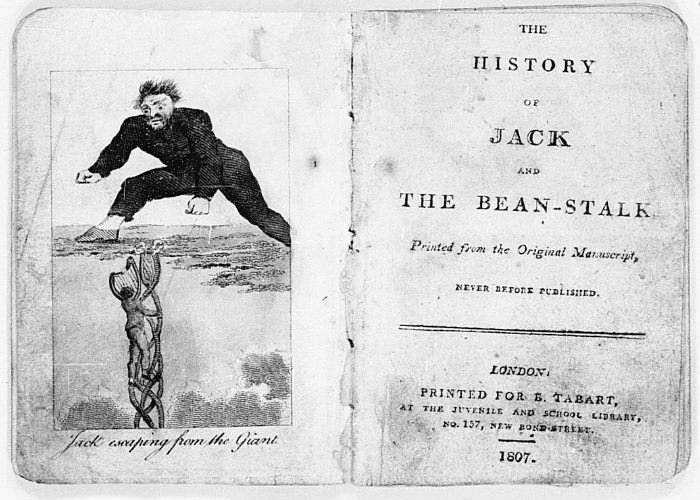 Jack escaping from the Giant.
THE
HISTORY
OF
JACK
AND
THE BEAN-STALK
Printed from the Original Manuscript,
NEVER BEFORE PUBLISHED.
LONDON:
PRINTED FOR B. TABART,
AT THE JUVENILE AND SCHOOL LIBRARY,
NO. 157, NEW BOND-STREET.
1807.